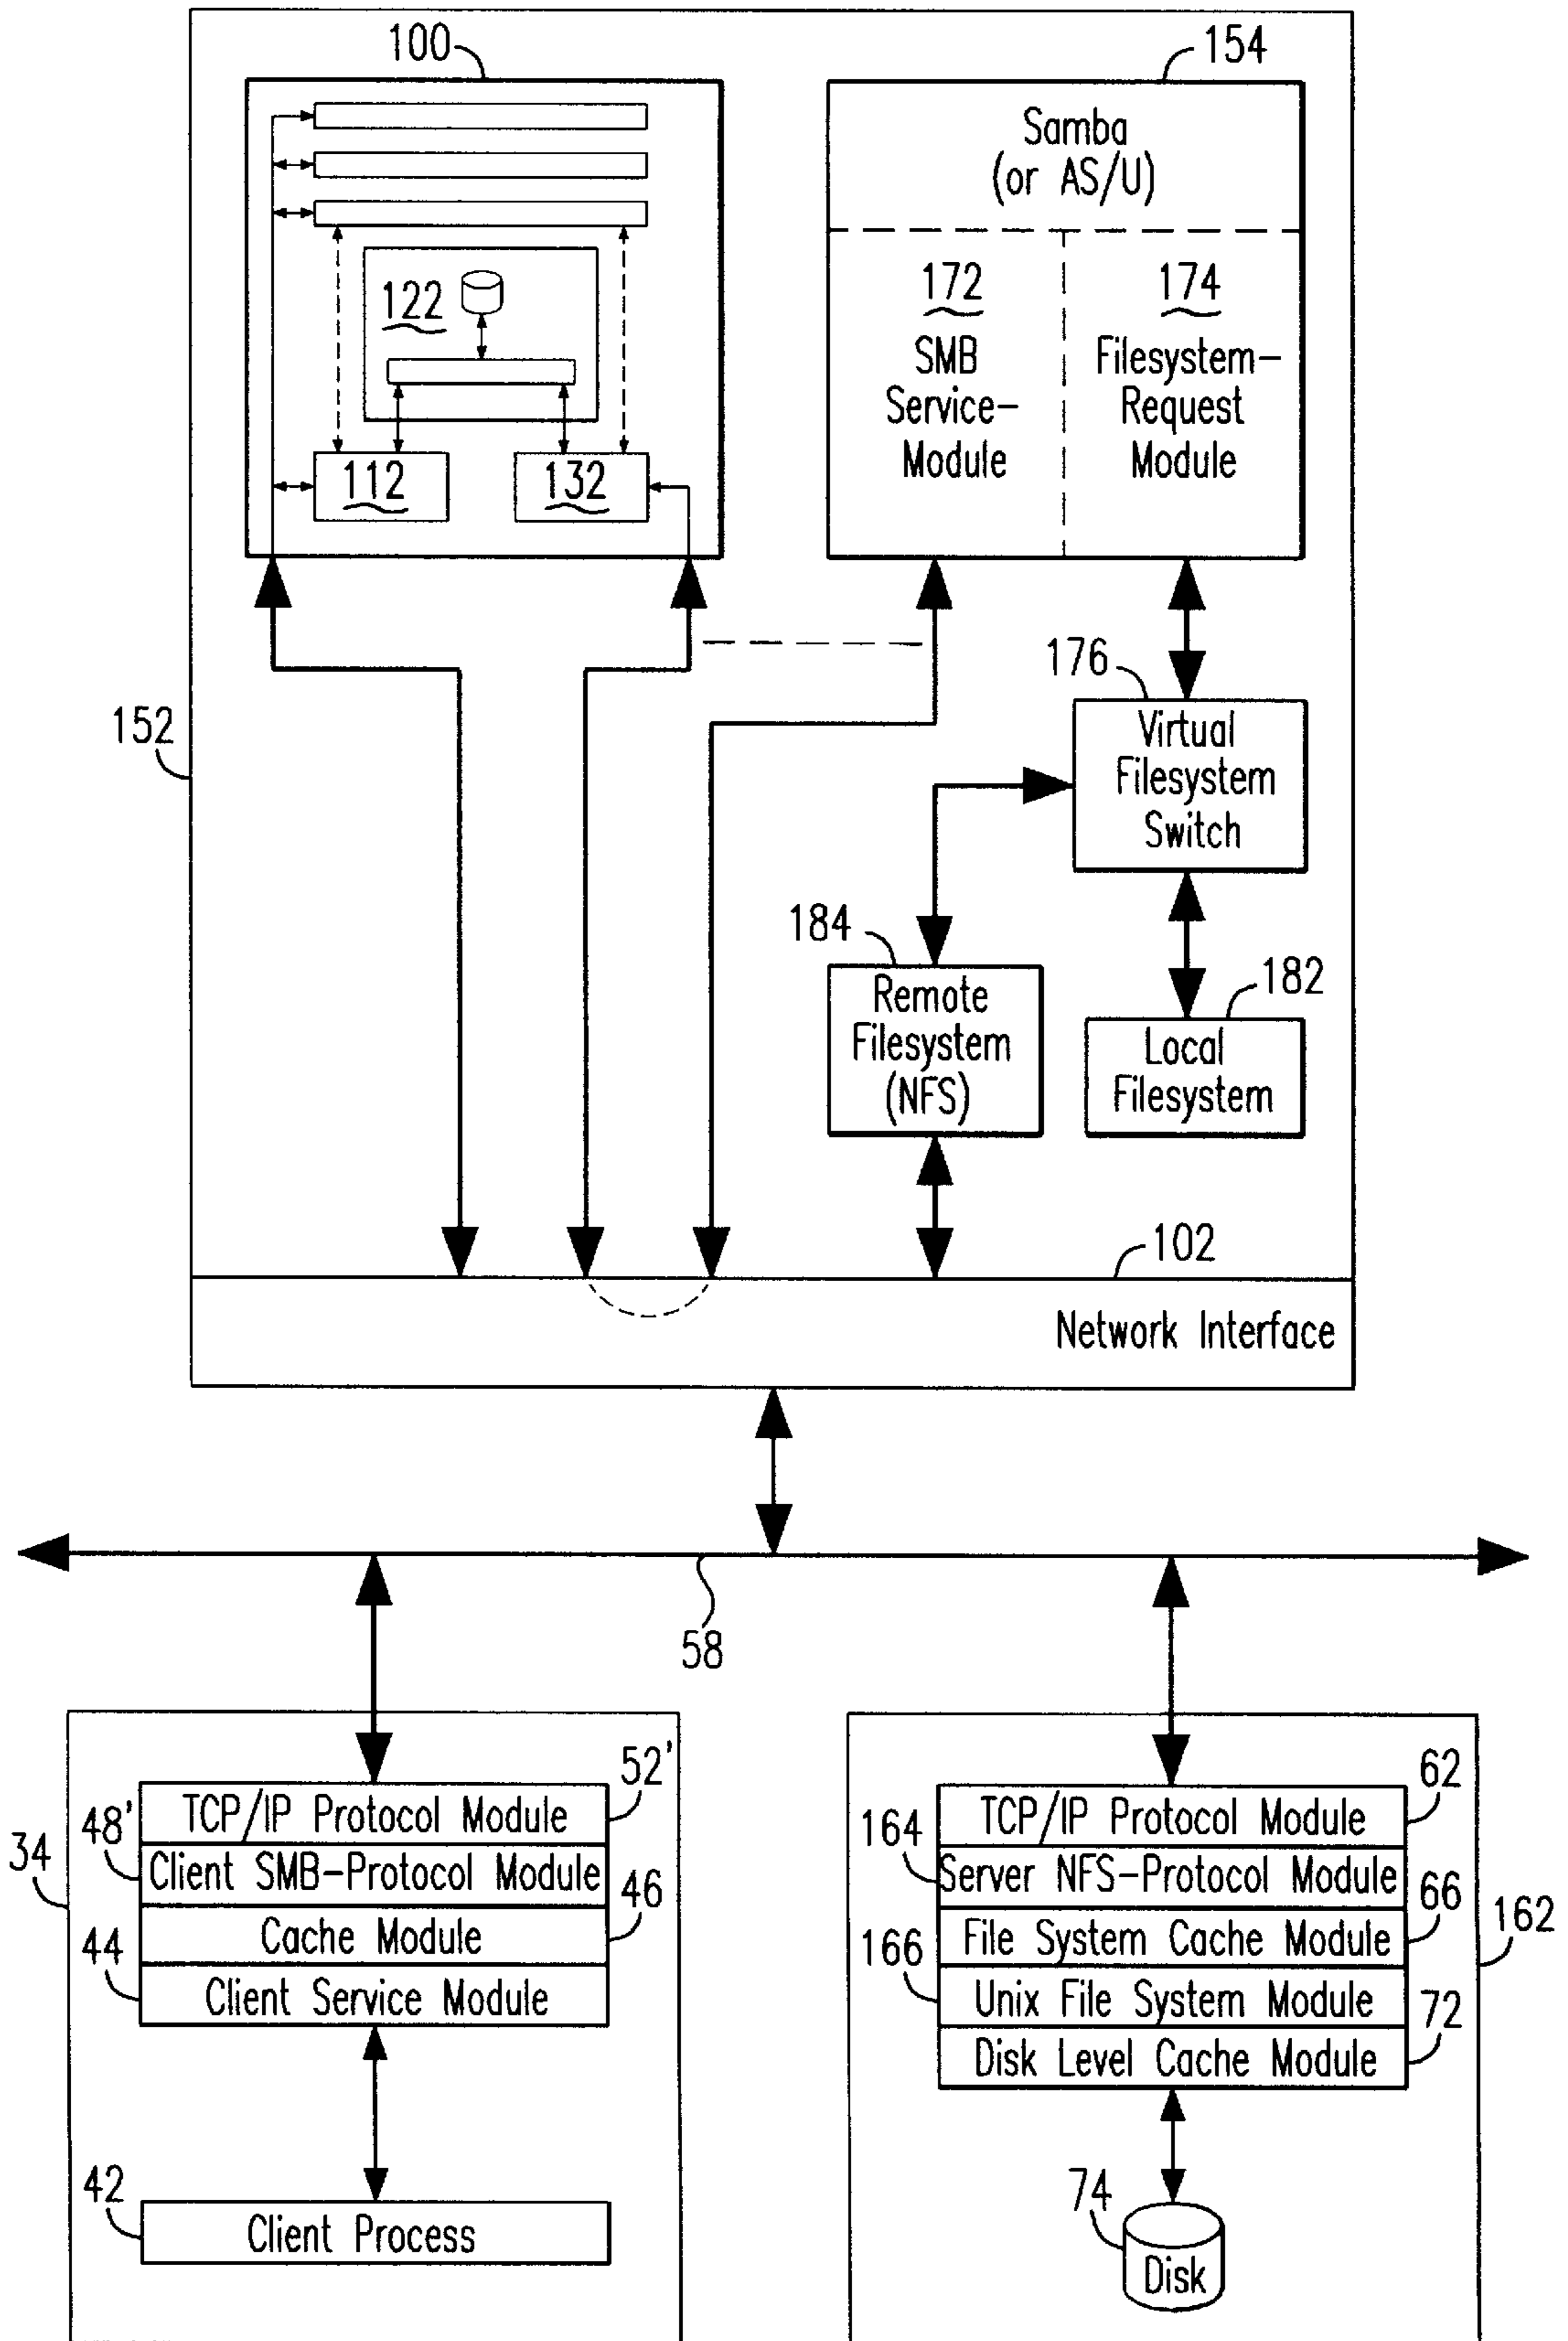 100
154
Samba
(or AS/U)
122
172
SMB
Service-
Module
174
Filesystem-
Request
Module
112
132
176
152
Virtual
Filesystem
Switch
184
Remote
Filesystem
(NFS)
182
Local
Filesystem
102
Network Interface
58
34
52'
TCP/IP Protocol Module
48'
Client SMB-Protocol Module
46
Cache Module
44
Client Service Module
42
Client Process
62
TCP/IP Protocol Module
164
Server NFS-Protocol Module
66
File System Cache Module
162
166
Unix File System Module
72
Disk Level Cache Module
74
Disk